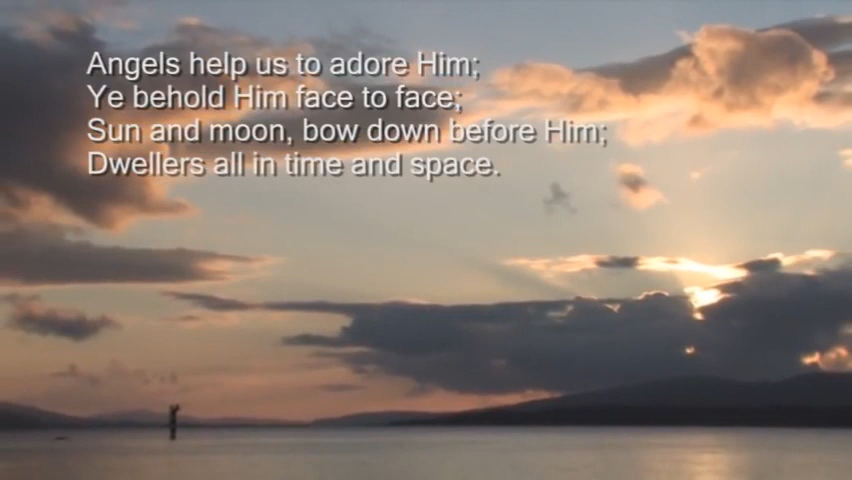 Angels help us to adore Him;
Ye behold Him face to face;
Sun and moon, bow down before Him;
Dwellers all in time and space.